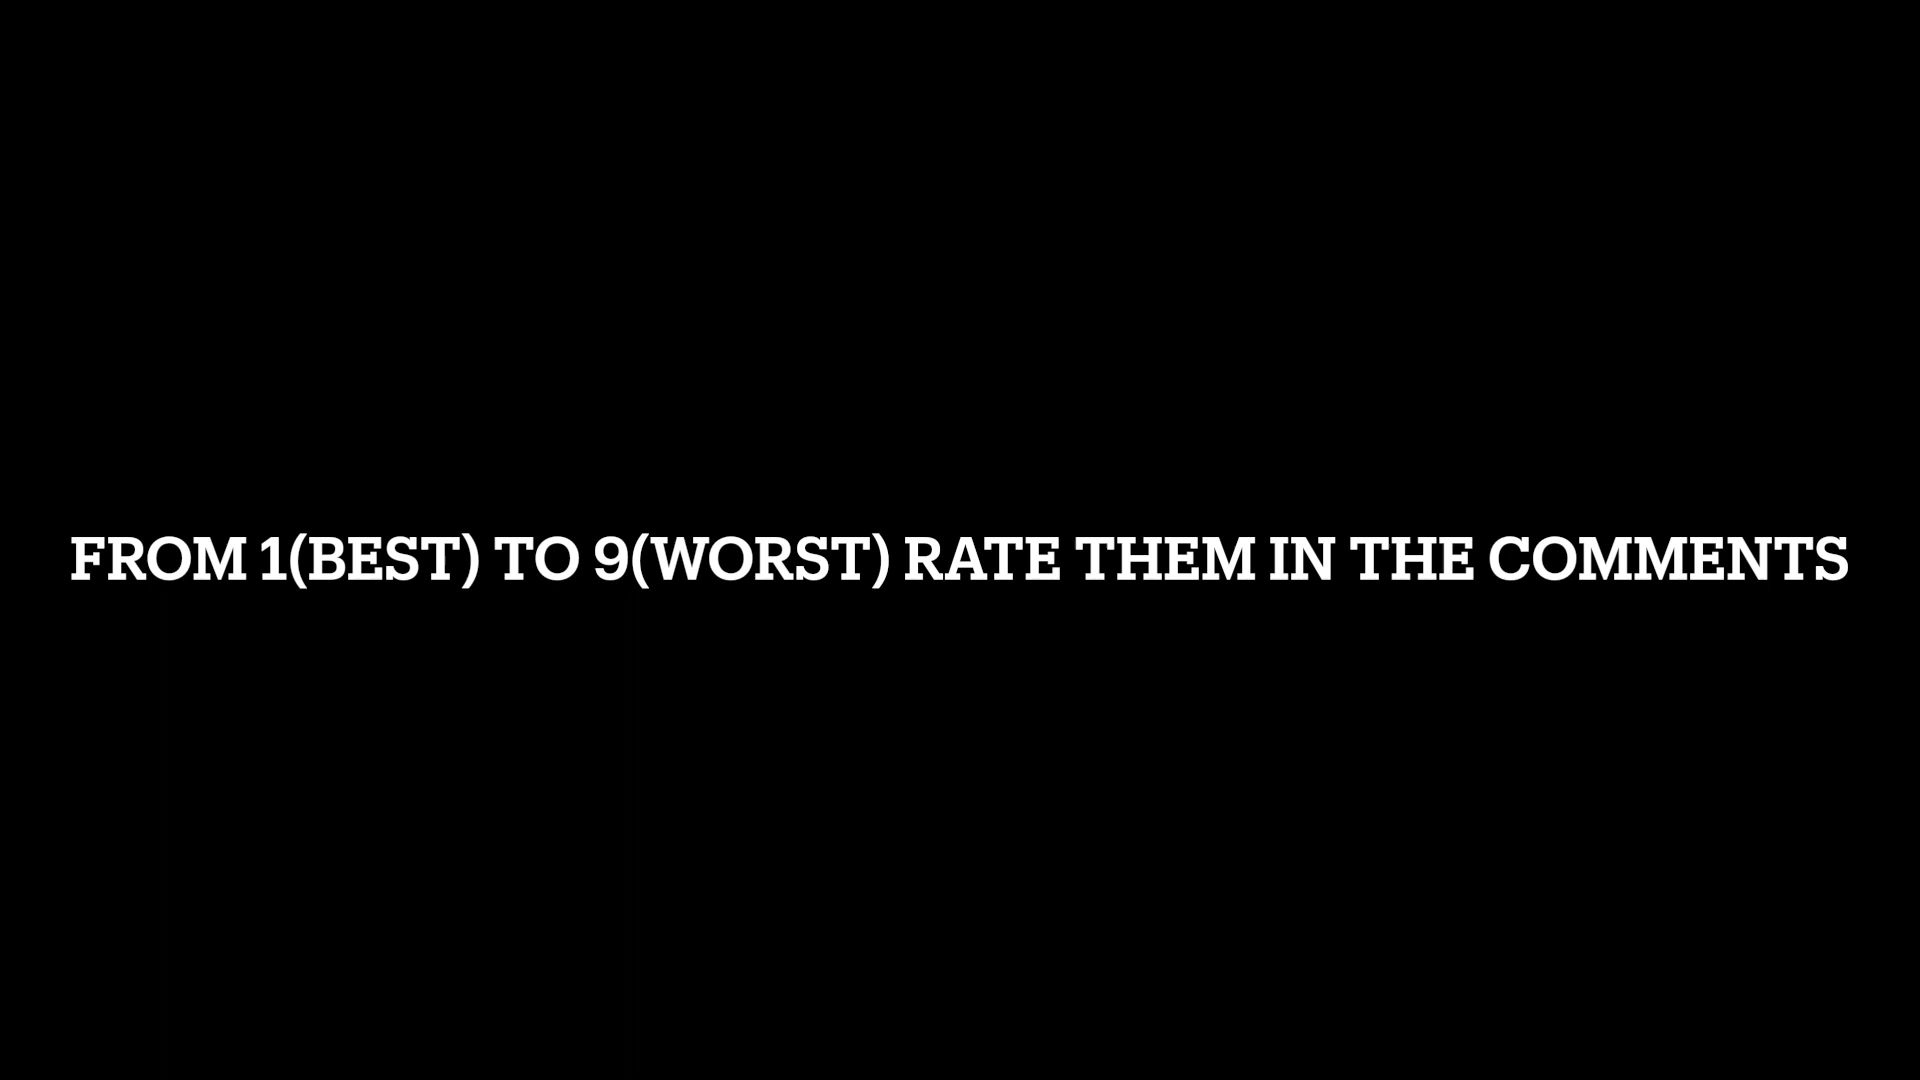 FROM 1(BEST) TO 9(WORST) RATE THEM IN THE COMMENTS